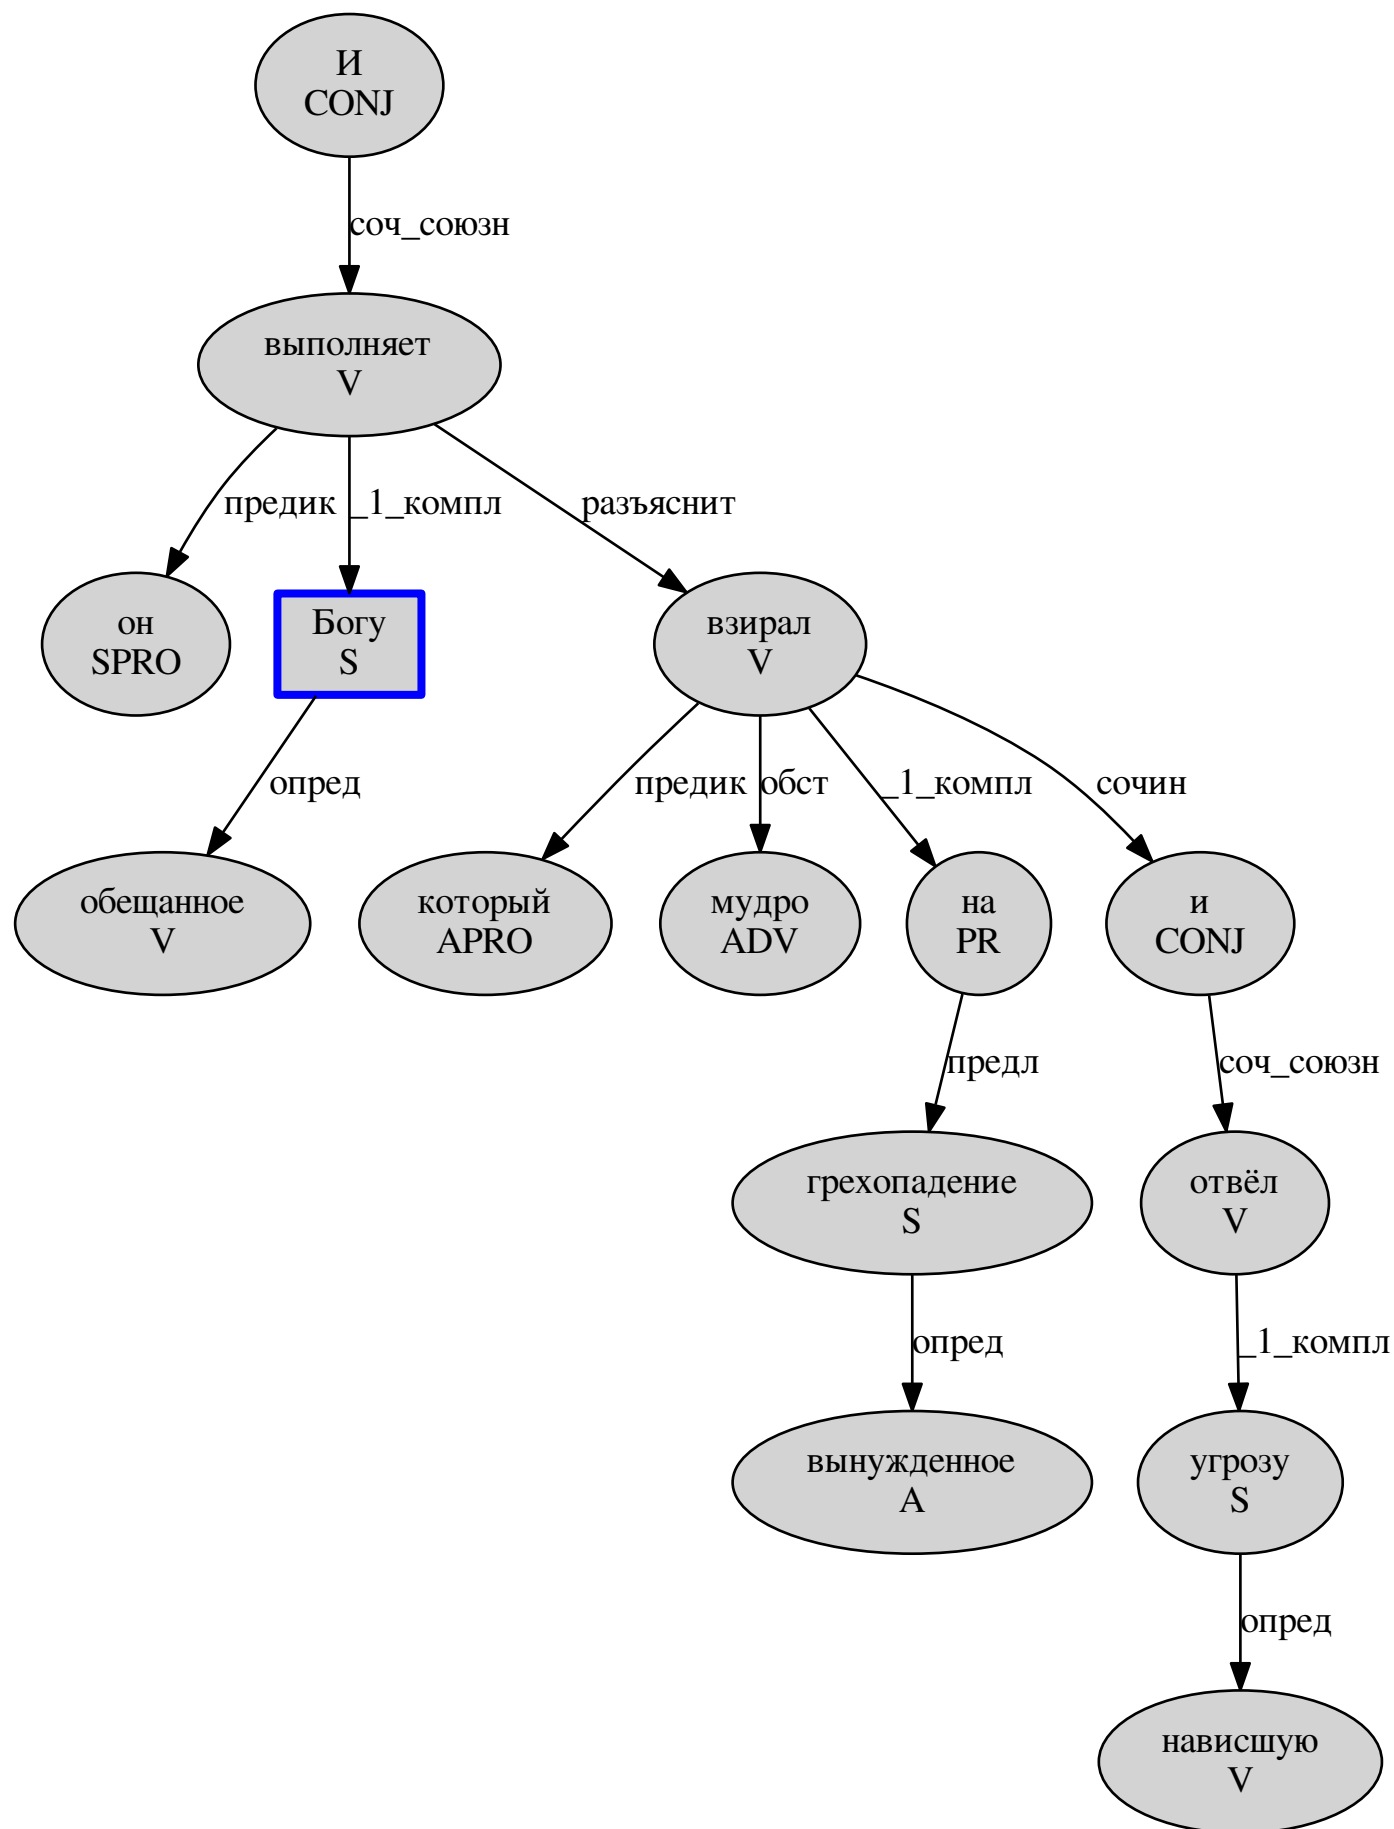 И
CONJ
соч_союзн
выполняет
V
предик
_1_компл
разъяснит
он
SPRO
Богу
S
взирал
V
опред
предик
обст
_1_компл
сочин
обещанное
V
который
APRO
мудро
ADV
на
PR
и
CONJ
предл
соч_союзн
грехопадение
S
отвёл
V
опред
_1_компл
вынужденное
A
угрозу
S
опред
нависшую
V